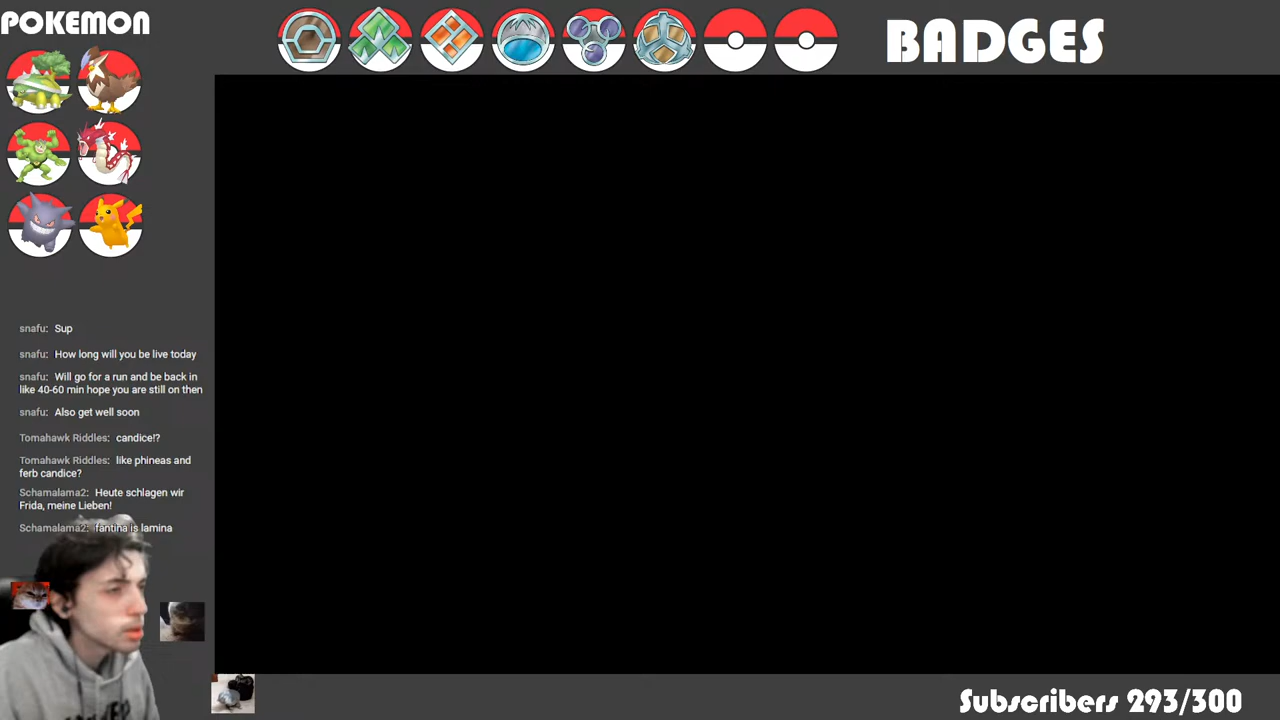 POKEMON
BADGES
snafu: Sup
snafu: How long will you be live today
snafu: Will go for a run and be back in
like 40-60 min hope you are still on then
snafu: Also get well soon
Tomahawk Riddles: candice!?
Tomahawk Riddles: like phineas and
ferb candice?
Schamalama2: Heute schlagen wir
Frida, meine Lieben!
Schamalama2: fantina is lamina
Subscribers 293/300